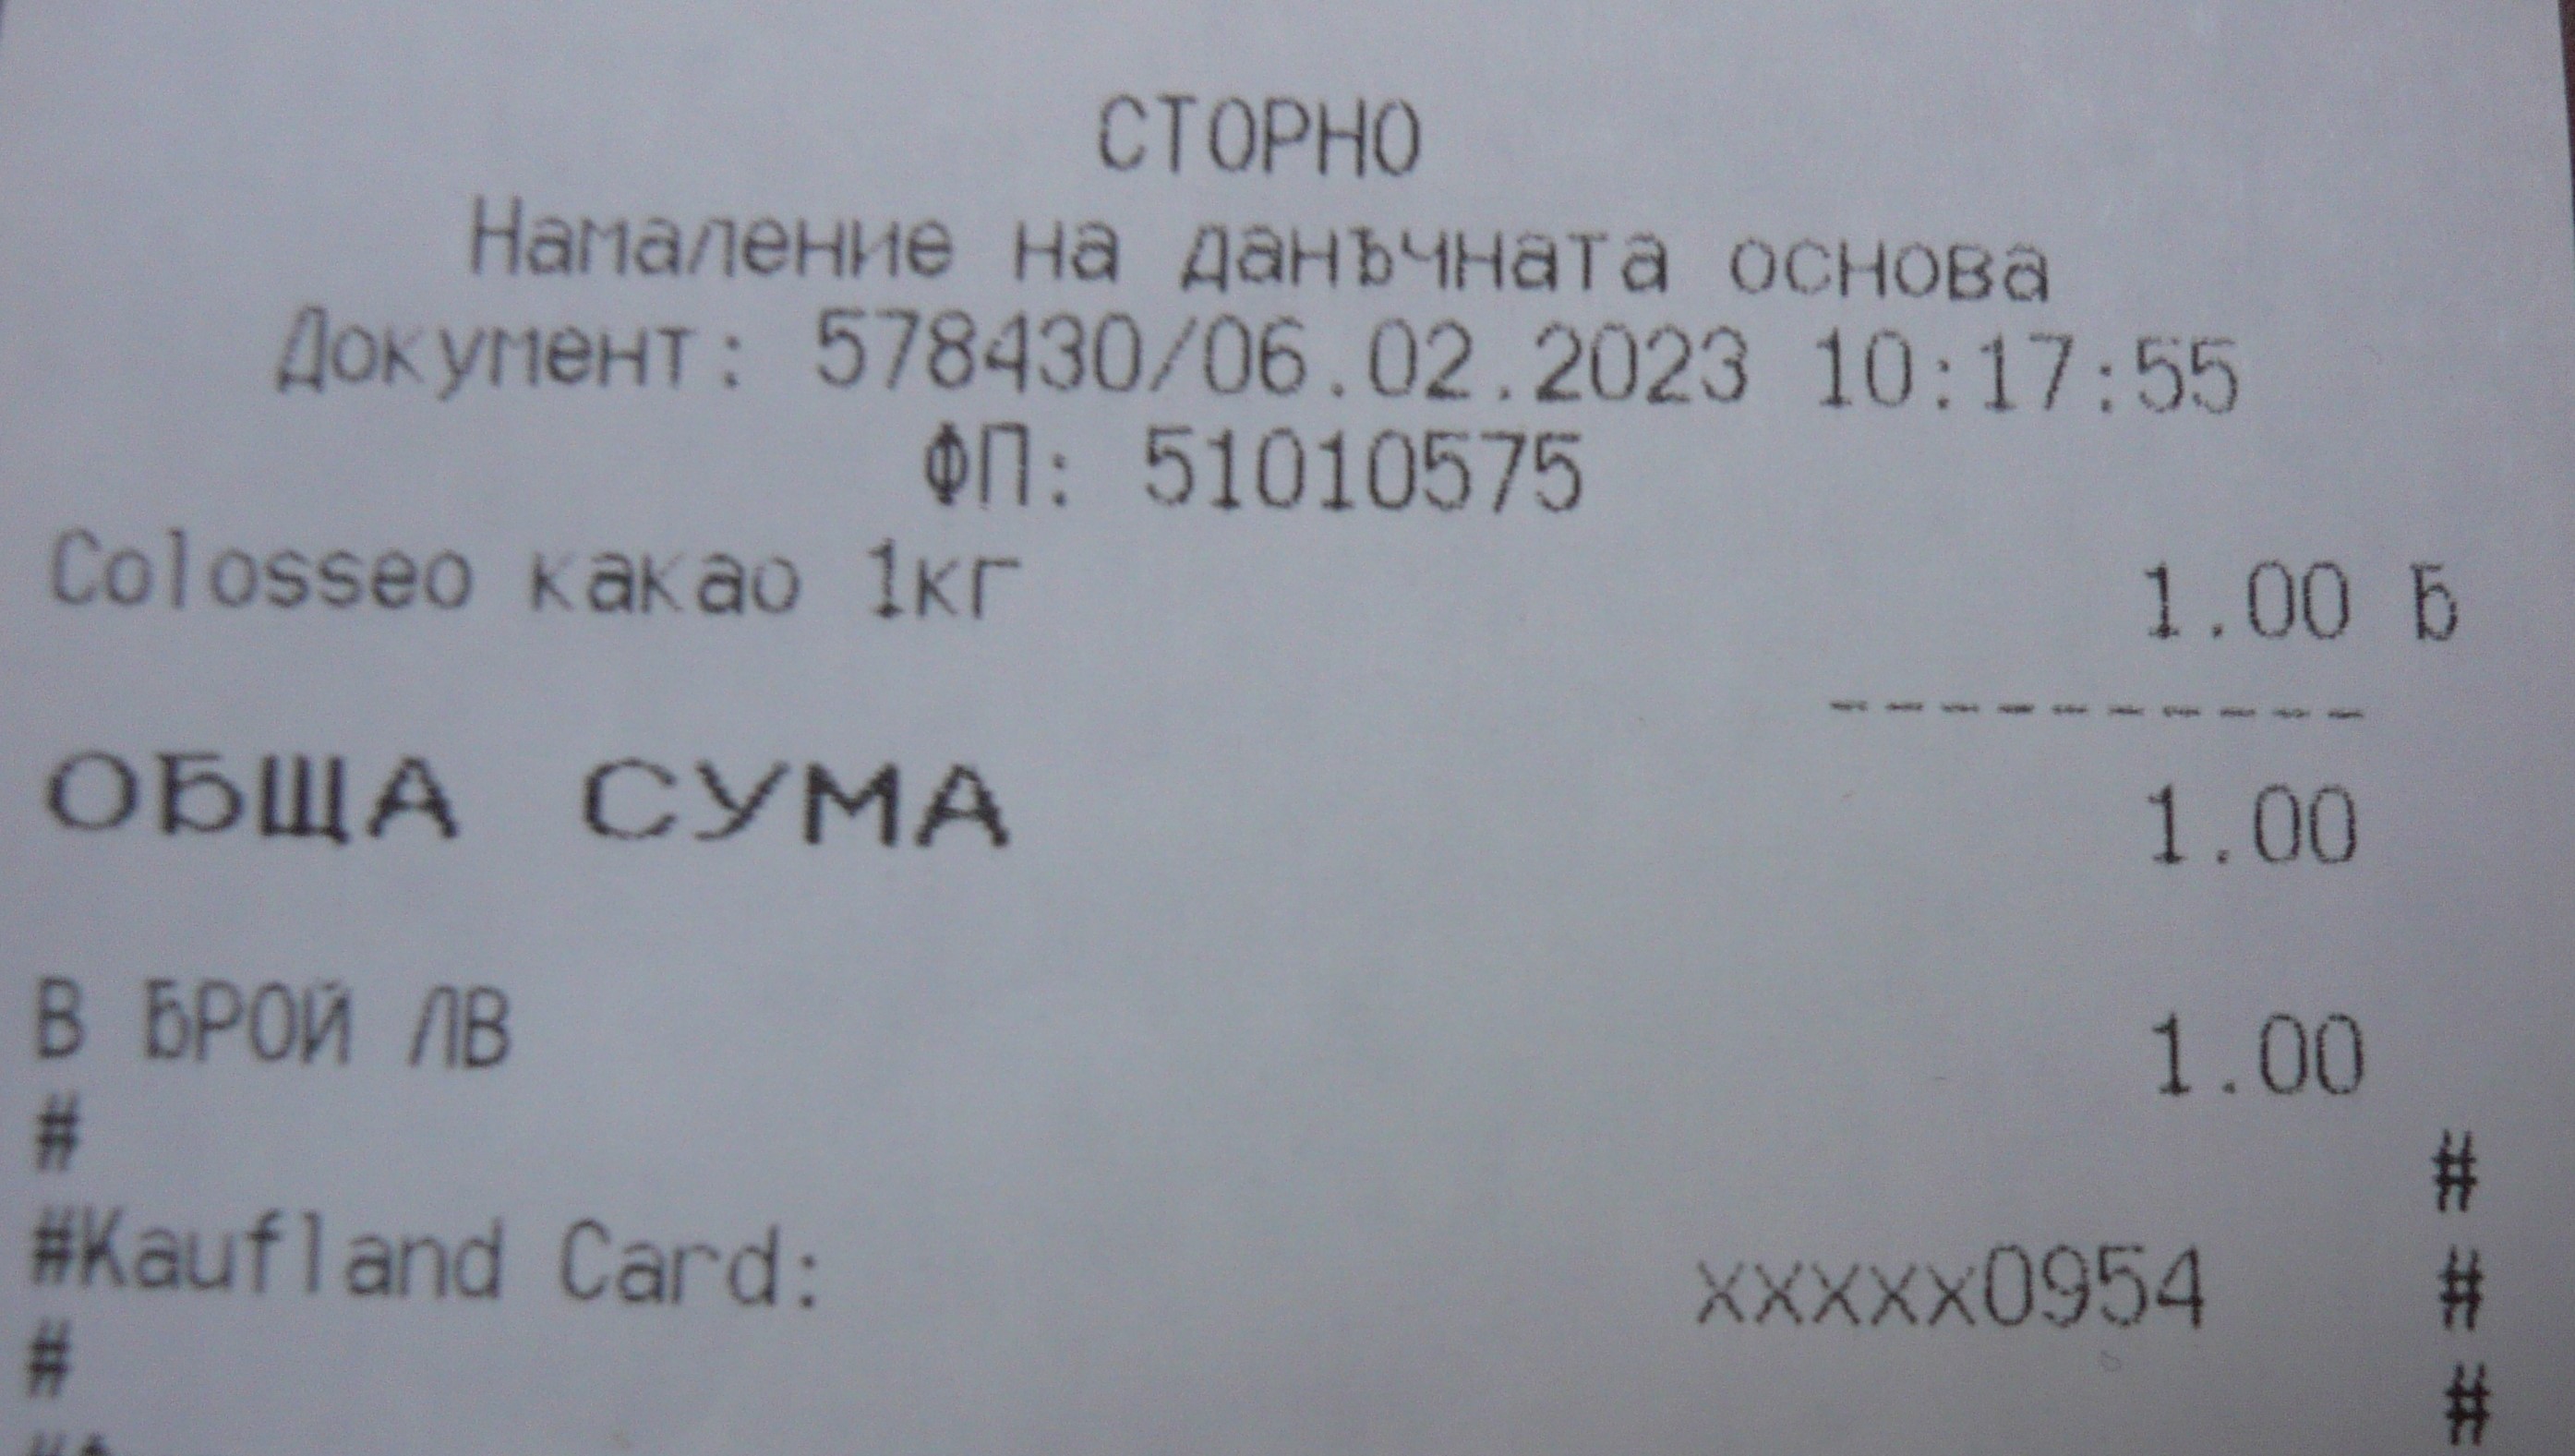 СТОРНО
Намаление на данъчната основа
Документ: 578430/06.02.2023 10:17:55
ФП: 51010575
Colosseo какао 1кг 1.00 Б
-----------
ОБЩА СУМА 1.00
В БРОЙ ЛВ 1.00
# #
#Kaufland Card: xxxxx0954 #
# #